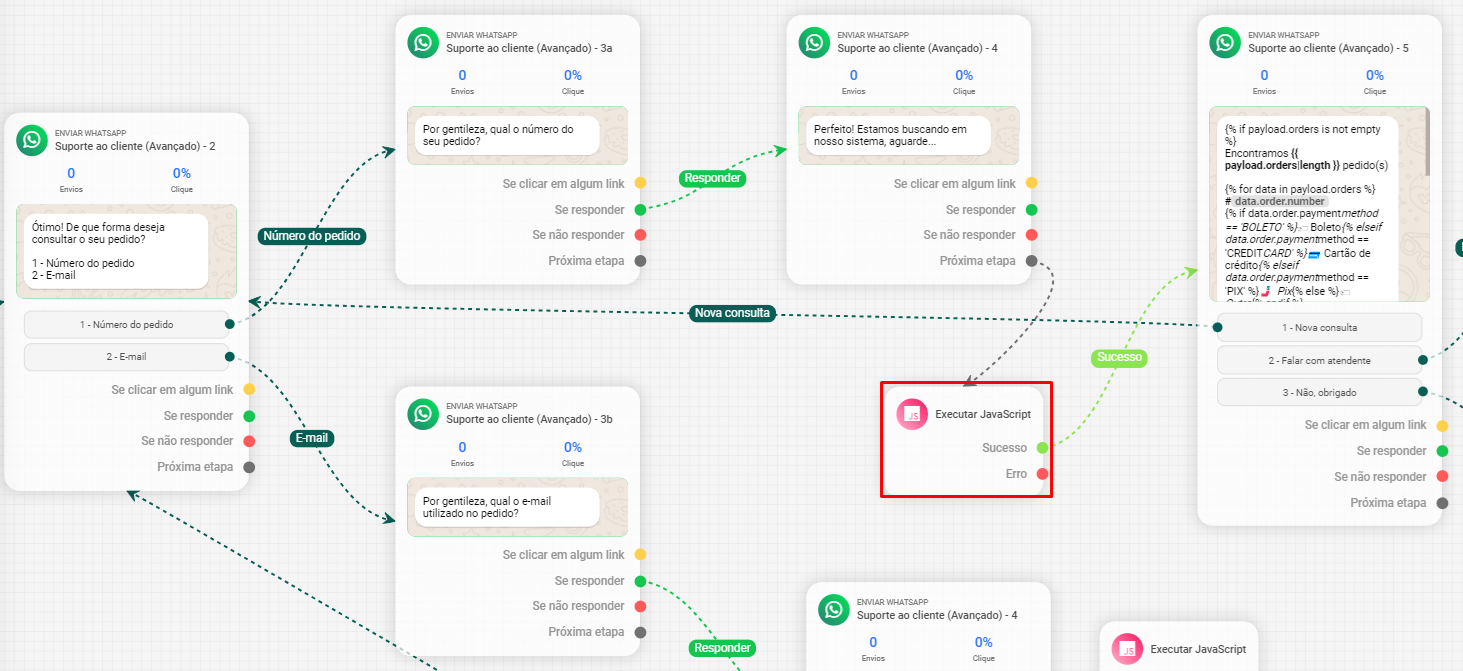 ENVIAR WHATSAPP
Suporte ao cliente (Avançado) - 2
0
0%
Envios
Clique
Ótimo! De que forma deseja
consultar o seu pedido?
1 - Número do pedido
2 - E-mail
1 - Número do pedido
2 - E-mail
Se clicar em algum link
Se responder
Se não responder
Próxima etapa
Número do pedido
E-mail
ENVIAR WHATSAPP
Suporte ao cliente (Avançado) - 3a
0
0%
Envios
Clique
Por gentileza, qual o número do
seu pedido?
Se clicar em algum link
Se responder
Se não responder
Próxima etapa
Responder
Nova consulta
ENVIAR WHATSAPP
Suporte ao cliente (Avançado) - 3b
0
0%
Envios
Clique
Por gentileza, qual o e-mail
utilizado no pedido?
Se clicar em algum link
Se responder
Se não responder
Próxima etapa
Responder
ENVIAR WHATSAPP
Suporte ao cliente (Avançado) - 4
0
0%
Envios
Clique
Perfeito! Estamos buscando em
nosso sistema, aguarde...
Se clicar em algum link
Se responder
Se não responder
Próxima etapa
JS
Executar JavaScript
Sucesso
Erro
Sucesso
ENVIAR WHATSAPP
Suporte ao cliente (Avançado) - 4
0
0%
Envios
Clique
JS
Executar JavaScript
ENVIAR WHATSAPP
Suporte ao cliente (Avançado) - 5
0
0%
Envios
Clique
{% if payload.orders is not empty
%}
Encontramos {{
payload.orders|length }} pedido(s)
{% for data in payload.orders %}
# data.order.number
{% if data.order.paymentmethod
== 'BOLETO' %} Boleto{% elseif
data.order.paymentmethod ==
'CREDITCARD' %} Cartão de
crédito{% elseif
data.order.paymentmethod ==
'PIX' %} Pix{% else %}
1 - Nova consulta
2 - Falar com atendente
3 - Não, obrigado
Se clicar em algum link
Se responder
Se não responder
Próxima etapa